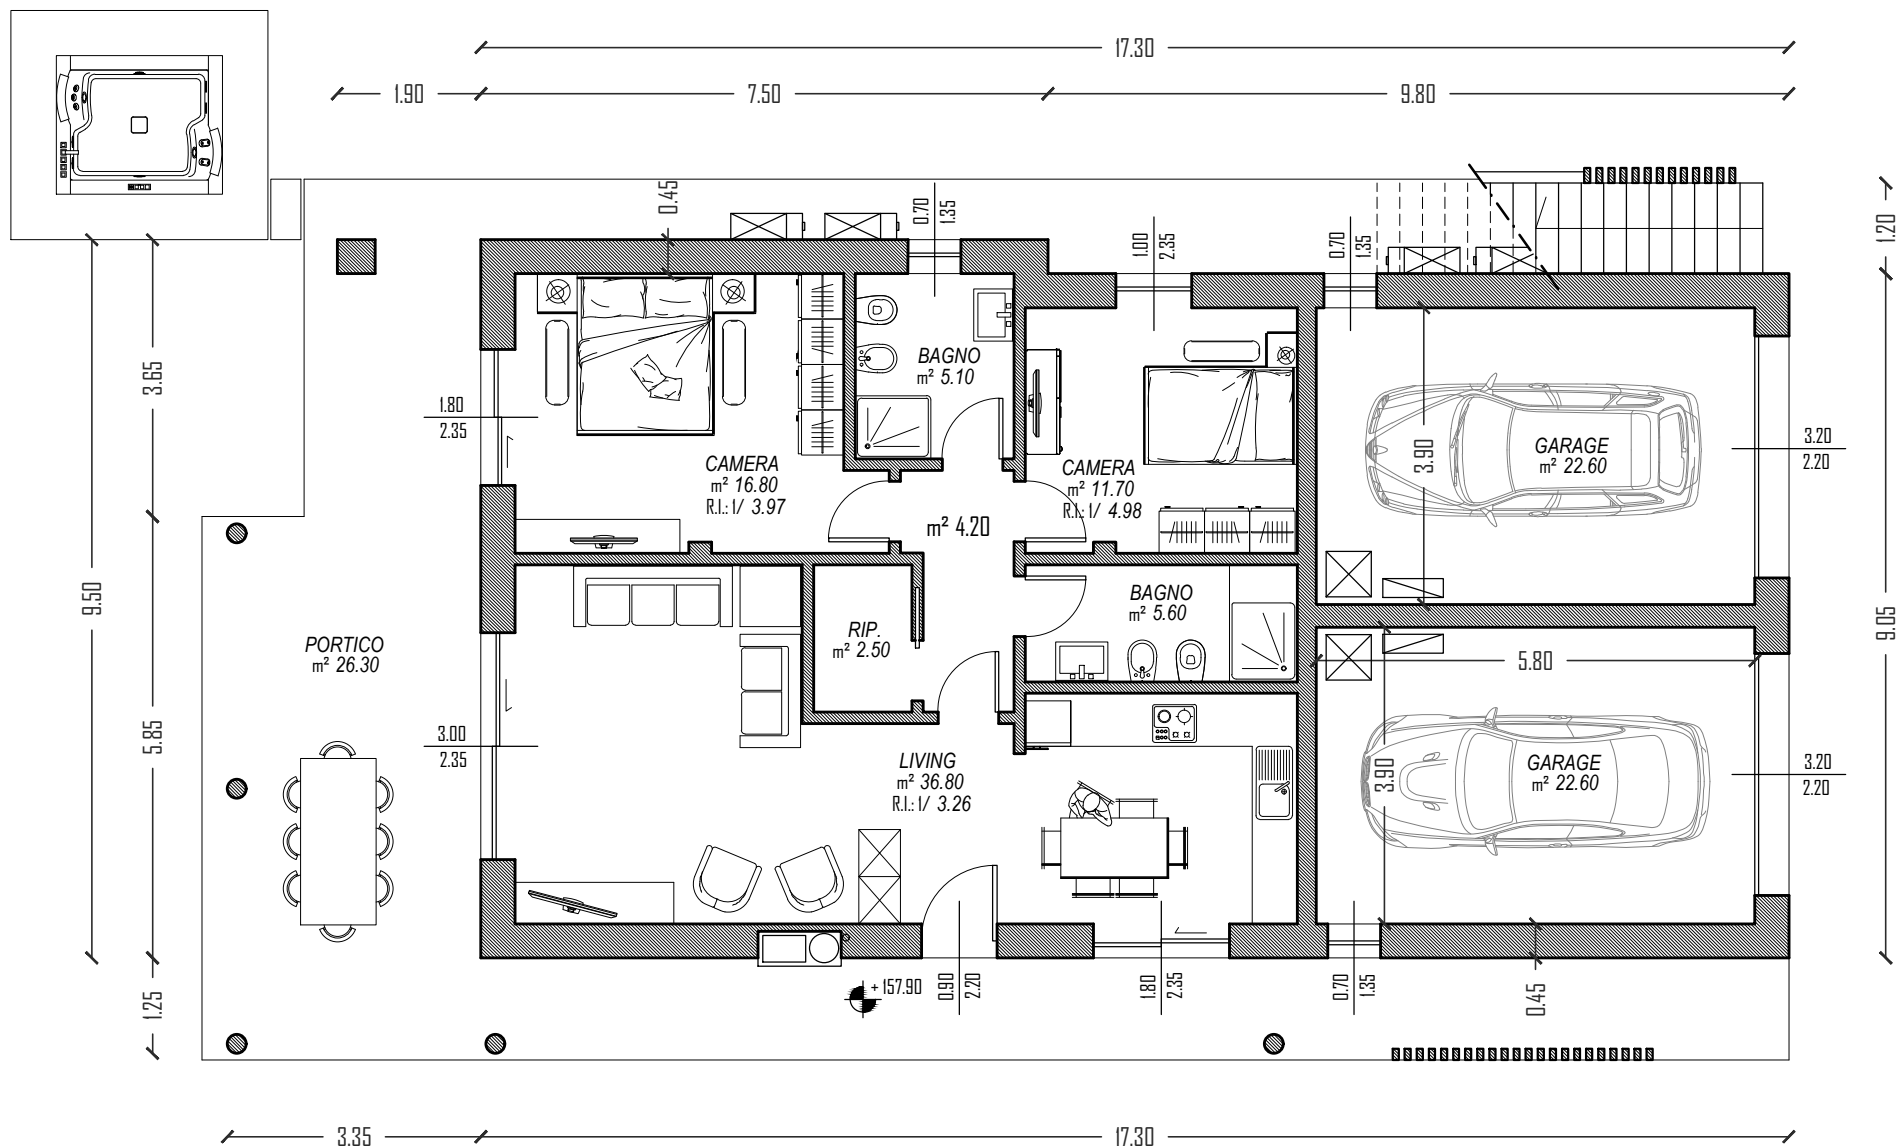 17.30
1.90
7.50
9.80
0.45
0.70
1.35
1.00
2.35
0.70
1.35
1.20
3.65
BAGNO
m² 5.10
1.80
2.35
CAMERA
m² 16.80
R.I.: 1/ 3.97
CAMERA
m² 11.70
R.I.: 1/ 4.98
3.90
GARAGE
m² 22.60
3.20
2.20
m² 4.20
9.50
BAGNO
m² 5.60
RIP.
m² 2.50
PORTICO
m² 26.30
9.05
5.80
5.85
3.00
2.35
LIVING
m² 36.80
R.I.: 1/ 3.26
3.90
GARAGE
m² 22.60
3.20
2.20
+ 157.90
0.90
2.20
1.80
2.35
0.70
1.35
0.45
1.25
3.35
17.30